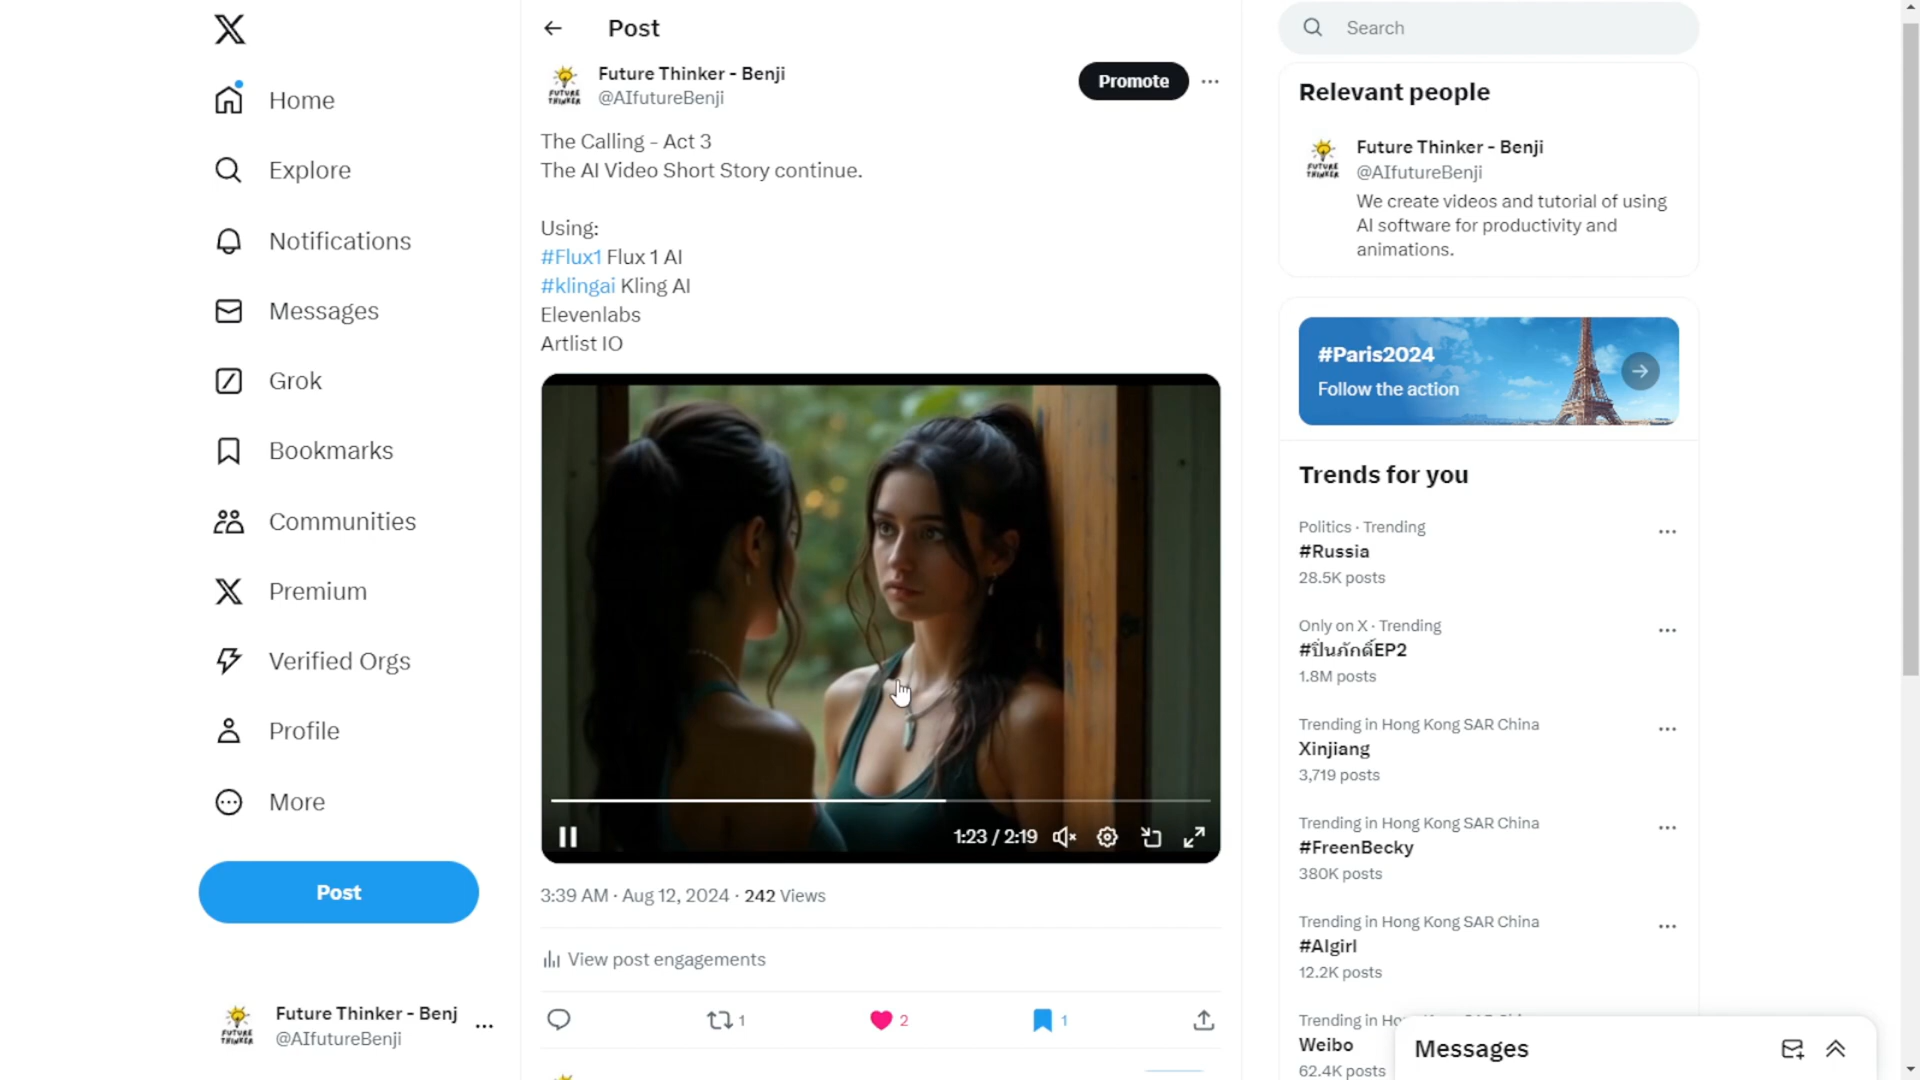 Home
Explore
Notifications
Messages
Grok
Bookmarks
Communities
Premium
Verified Orgs
Profile
More
Post
Future Thinker - Benj
@AIfutureBenji
Post
Future Thinker - Benji
@AIfutureBenji
Promote
The Calling - Act 3
The AI Video Short Story continue.
Using:
#Flux1 Flux 1 AI
#klingai Kling AI
Elevenlabs
Artlist IO
1:23 / 2:19
3:39 AM · Aug 12, 2024 · 242 Views
View post engagements
1
2
1
Search
Relevant people
FUTURE
THINKER
Future Thinker - Benji
@AIfutureBenji
We create videos and tutorial of using
AI software for productivity and
animations.
#Paris2024
Follow the action
Trends for you
Politics · Trending
#Russia
28.5K posts
Only on X · Trending
#ปิ่นภักดิ์EP2
1.8M posts
Trending in Hong Kong SAR China
Xinjiang
3,719 posts
Trending in Hong Kong SAR China
#FreenBecky
380K posts
Trending in Hong Kong SAR China
#AIgirl
12.2K posts
Trending in Ho
Weibo
62.4K posts
Messages